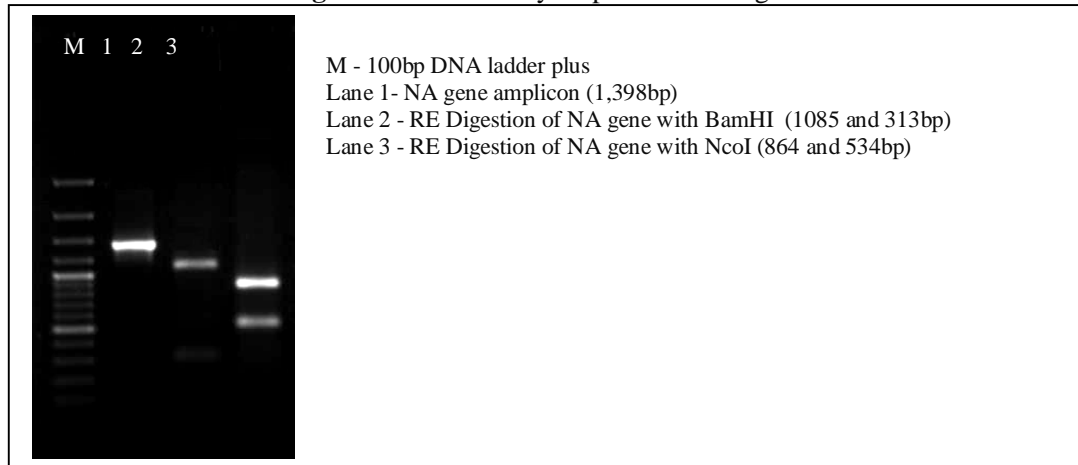 M 1 2 3
M - 100bp DNA ladder plus
Lane 1- NA gene amplicon (1,398bp)
Lane 2 - RE Digestion of NA gene with BamHI (1085 and 313bp)
Lane 3 - RE Digestion of NA gene with NcoI (864 and 534bp)